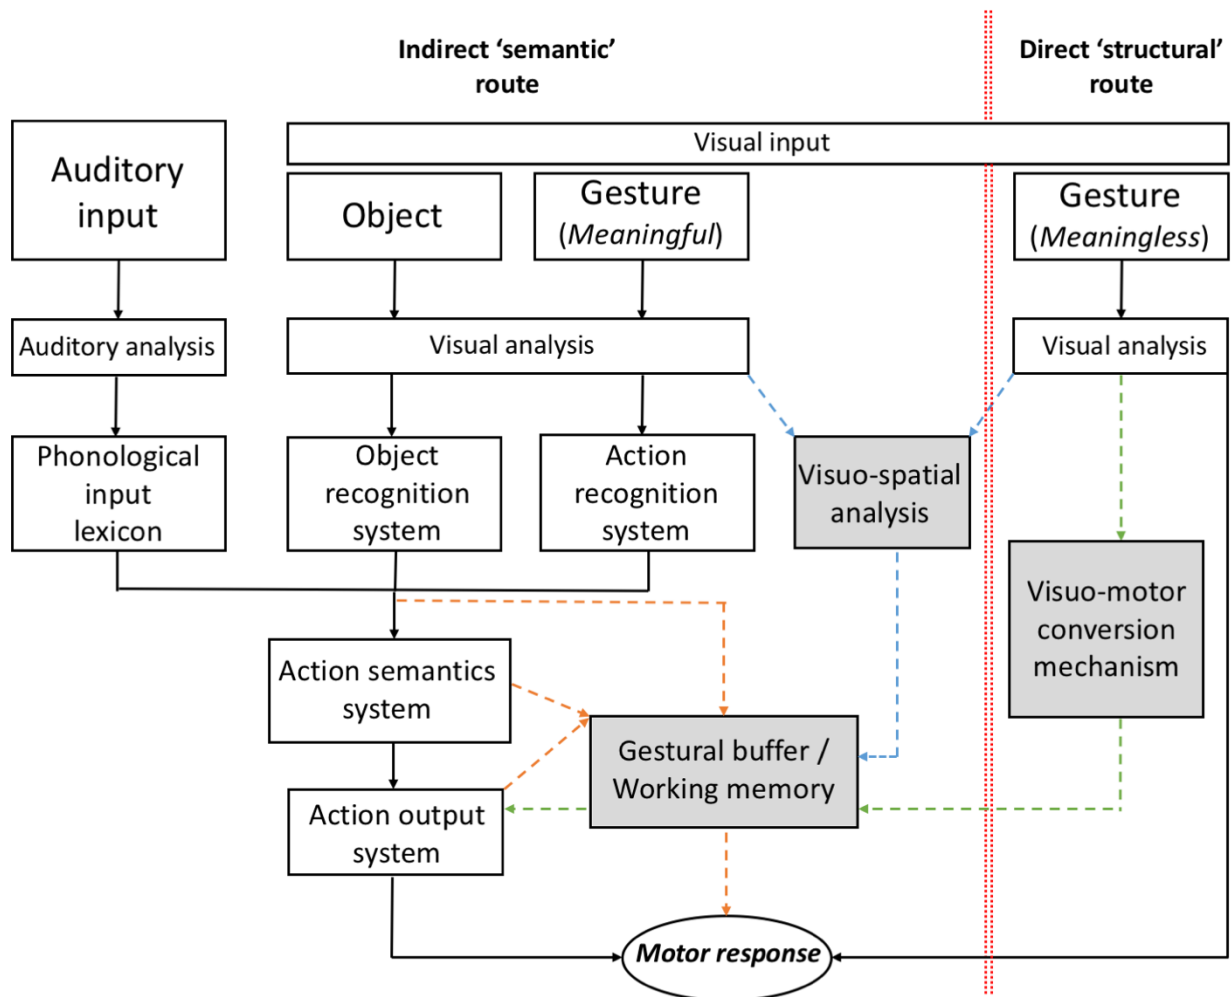 Indirect ‘semantic’
route
Direct ‘structural’
route
Visual input
Auditory
input
Object
Gesture
(Meaningful)
Gesture
(Meaningless)
Auditory analysis
Visual analysis
Visual analysis
Phonological
input
lexicon
Object
recognition
system
Action
recognition
system
Visuo-spatial
analysis
Visuo-motor
conversion
mechanism
Action semantics
system
Gestural buffer /
Working memory
Action output
system
Motor response